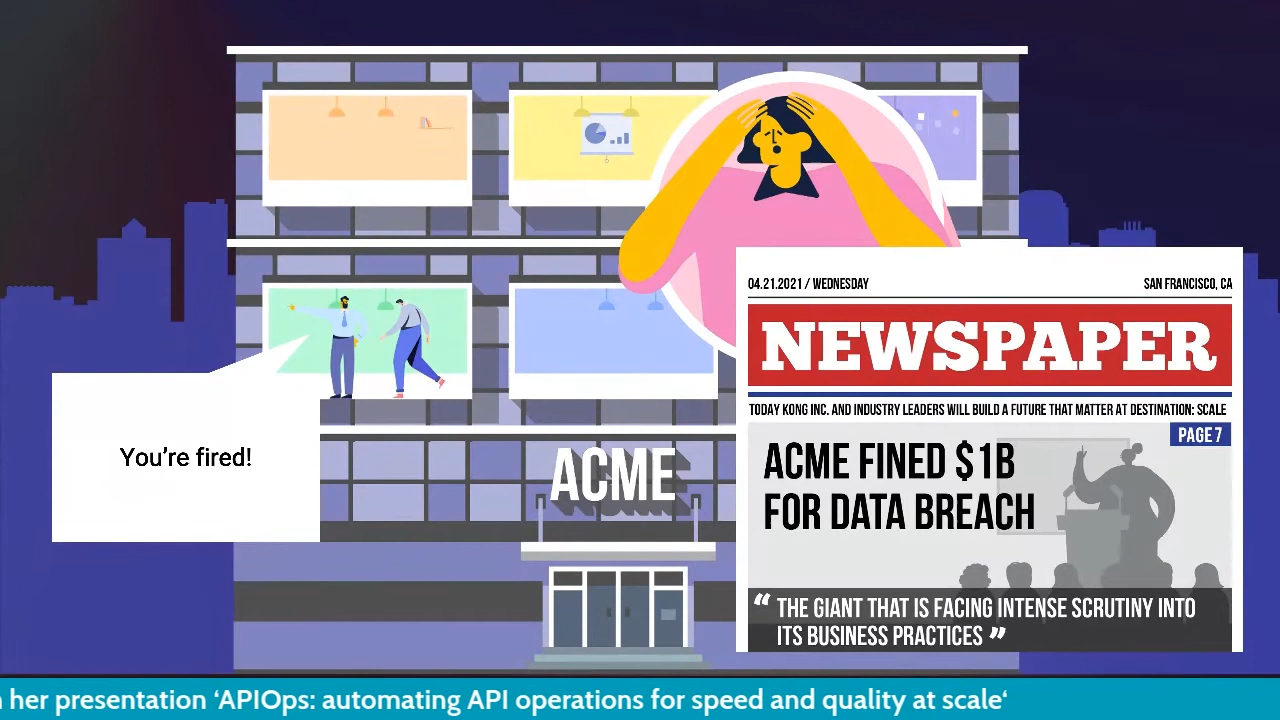 04.21.2021 / WEDNESDAY
SAN FRANCISCO, CA
NEWSPAPER
TODAY KONG INC. AND INDUSTRY LEADERS WILL BUILD A FUTURE THAT MATTER AT DESTINATION: SCALE
PAGE 7
ACME FINED $1B
FOR DATA BREACH
“ THE GIANT THAT IS FACING INTENSE SCRUTINY INTO
ITS BUSINESS PRACTICES ”
You’re fired!
ACME
her presentation ‘APIOps: automating API operations for speed and quality at scale‘